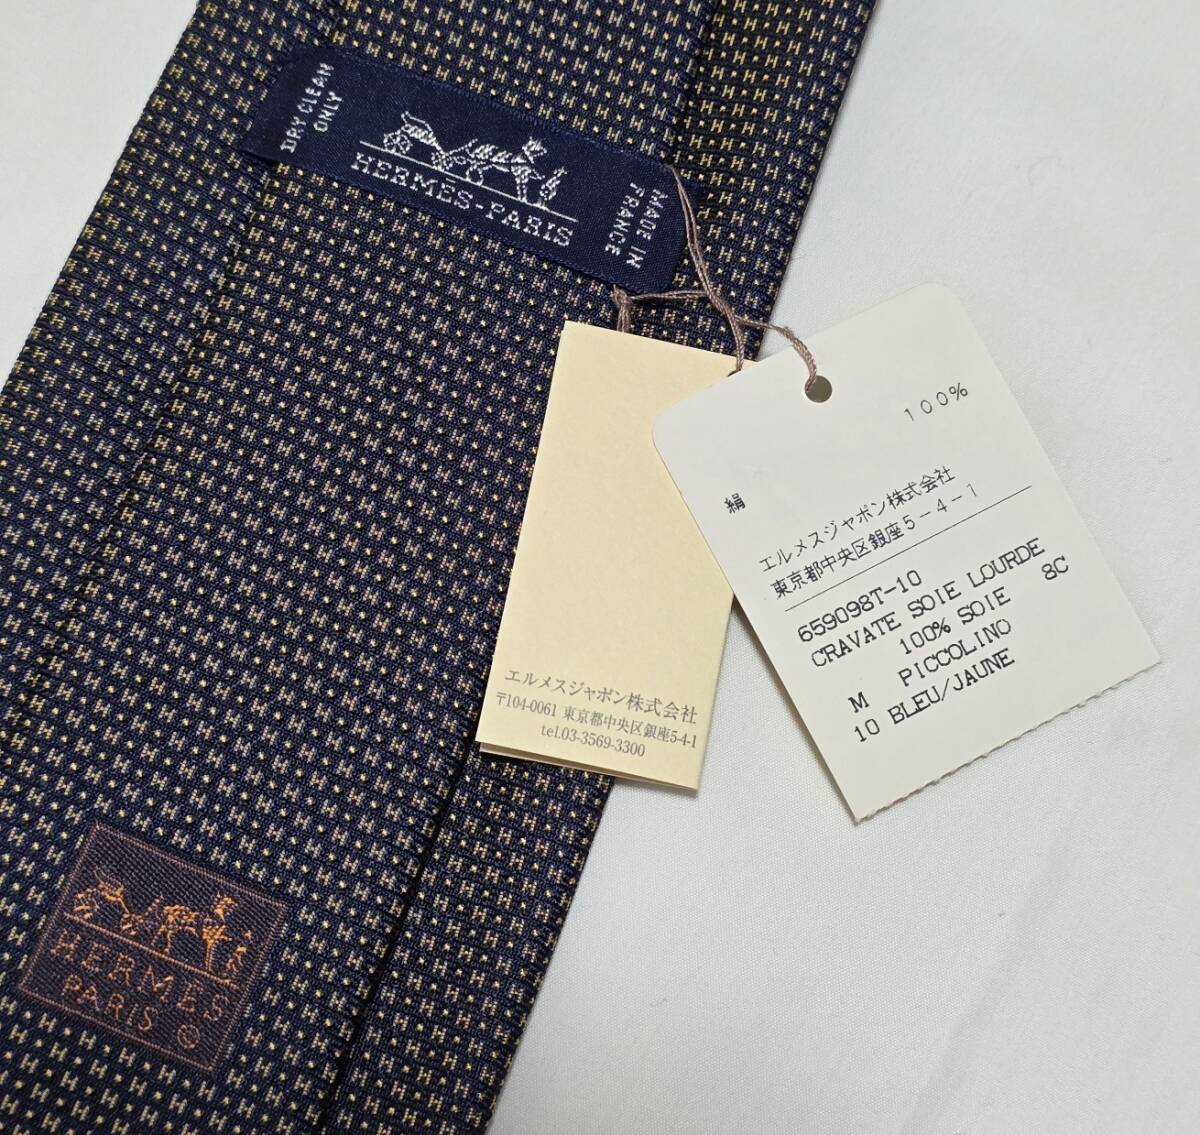 DRY CLEAN
ONLY
HERMES-PARIS
MADE IN
FRANCE
エルメスジャポン株式会社
〒104-0061 東京都中央区銀座5-4-1
tel.03-3569-3300
100%
絹
エルメスジャポン株式会社
東京都中央区銀座5-4-1
659098T-10
CRAVATE SOIE LOURDE
100% SOIE 8C
M PICCOLINO
10 BLEU/JAUNE
HERMES
PARIS